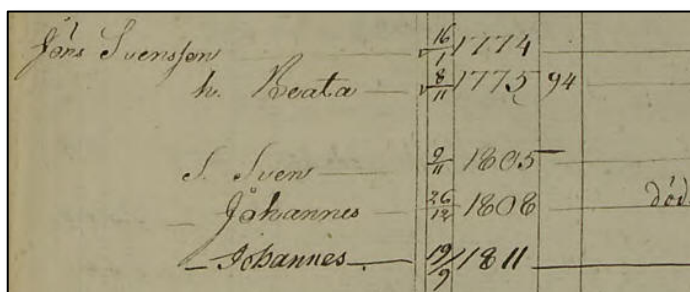 Jöns Svensson 16/1 1774
h. Beata 8/11 1775 94
S. Sven 9/11 1805
Johannes 26/12 1808 död
Johannes 19/9 1811